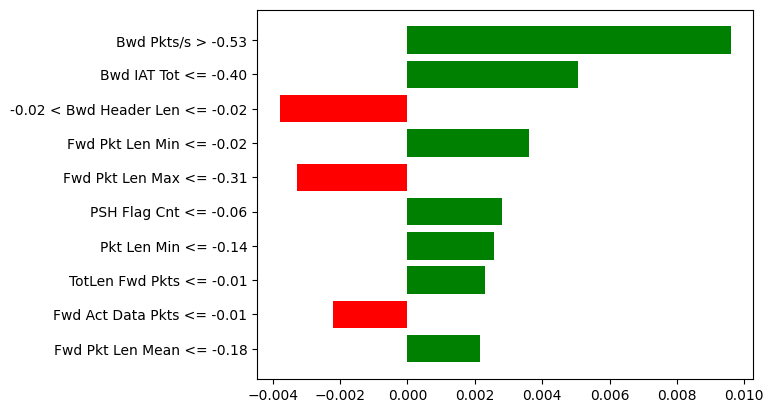 Bwd Pkts/s > -0.53
Bwd IAT Tot <= -0.40
-0.02 < Bwd Header Len <= -0.02
Fwd Pkt Len Min <= -0.02
Fwd Pkt Len Max <= -0.31
PSH Flag Cnt <= -0.06
Pkt Len Min <= -0.14
TotLen Fwd Pkts <= -0.01
Fwd Act Data Pkts <= -0.01
Fwd Pkt Len Mean <= -0.18
−0.004 −0.002 0.000 0.002 0.004 0.006 0.008 0.010